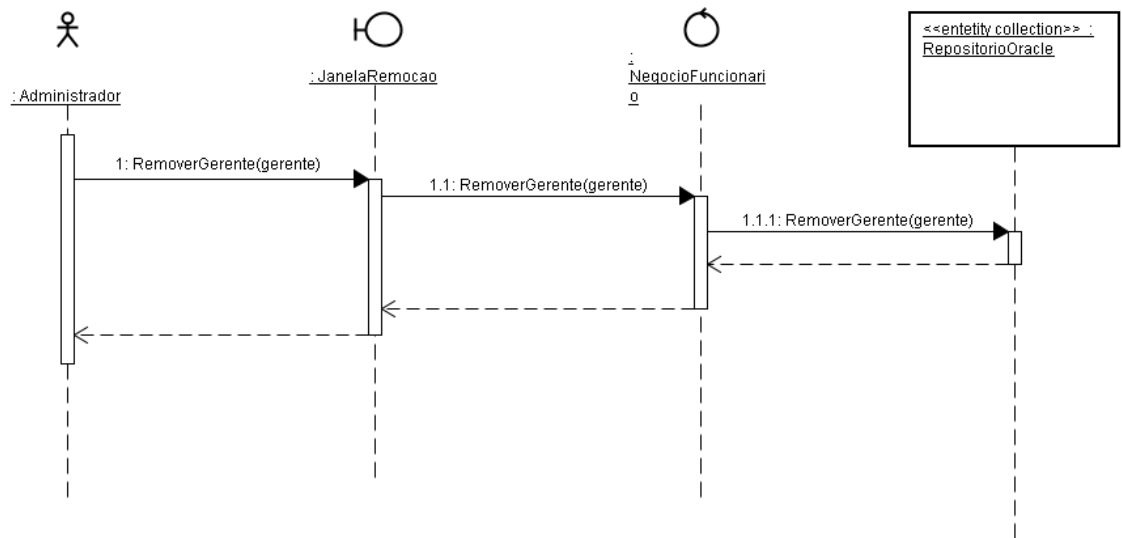 <<entetity collection>> :
RepositorioOracle
: JanelaRemocao
:
NegocioFuncionari
o
: Administrador
1: RemoverGerente(gerente)
1.1: RemoverGerente(gerente)
1.1.1: RemoverGerente(gerente)